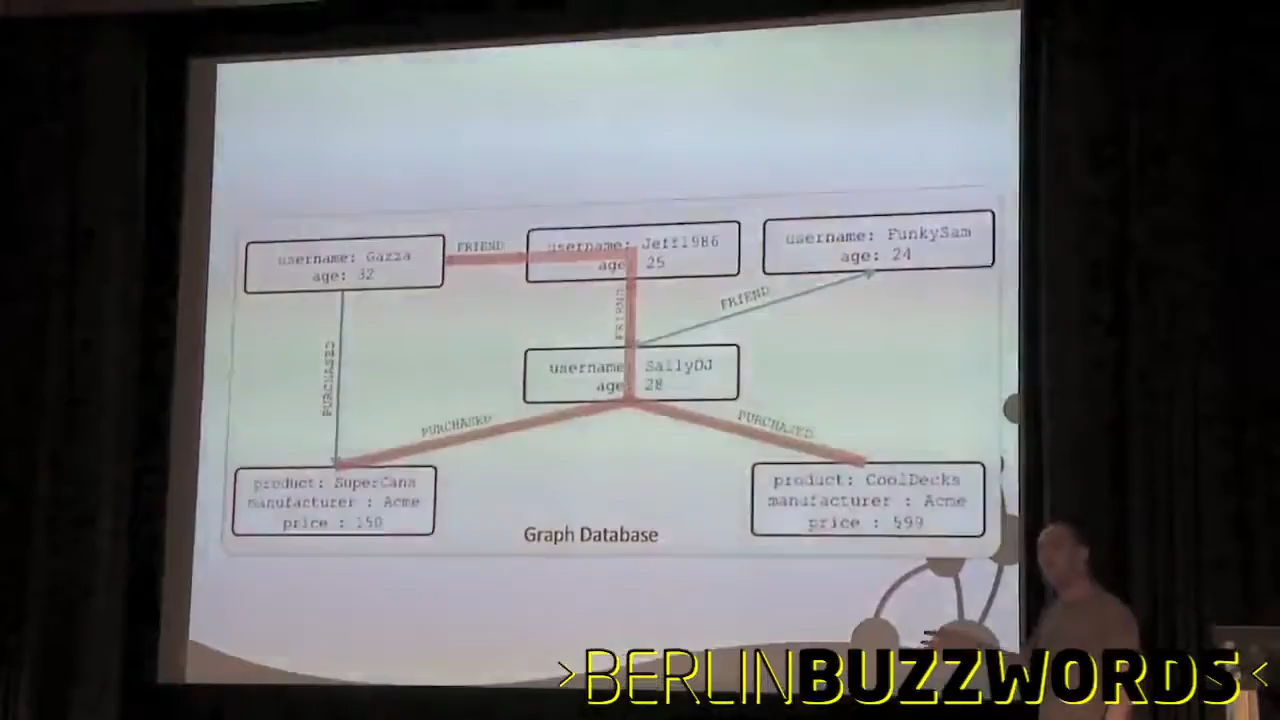 username: Gazza
age: 32
FRIEND
username: Jeff1986
age: 25
username: FunkySam
age: 24
FRIEND
FRIEND
PURCHASED
username: SallyDJ
age: 28
PURCHASED
PURCHASED
product: SuperCans
manufacturer : Acme
price : 150
product: CoolDecks
manufacturer : Acme
price : 599
Graph Database
>BERLINBUZZWORDS<